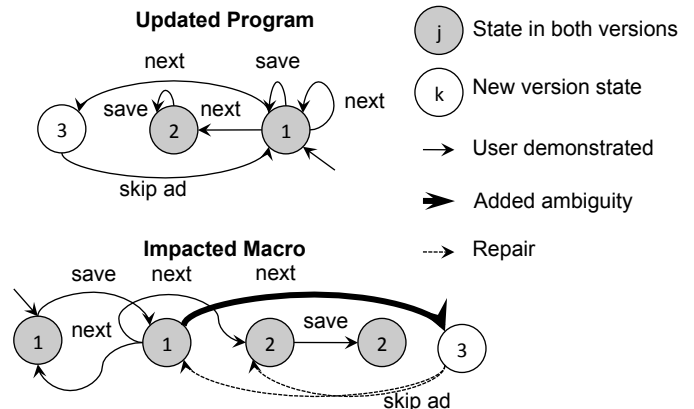 Updated Program
next
save
save
next
next
3
2
1
skip ad
j
State in both versions
k
New version state
User demonstrated
Added ambiguity
Repair
Impacted Macro
save
next
next
next
save
1
1
2
2
3
skip ad